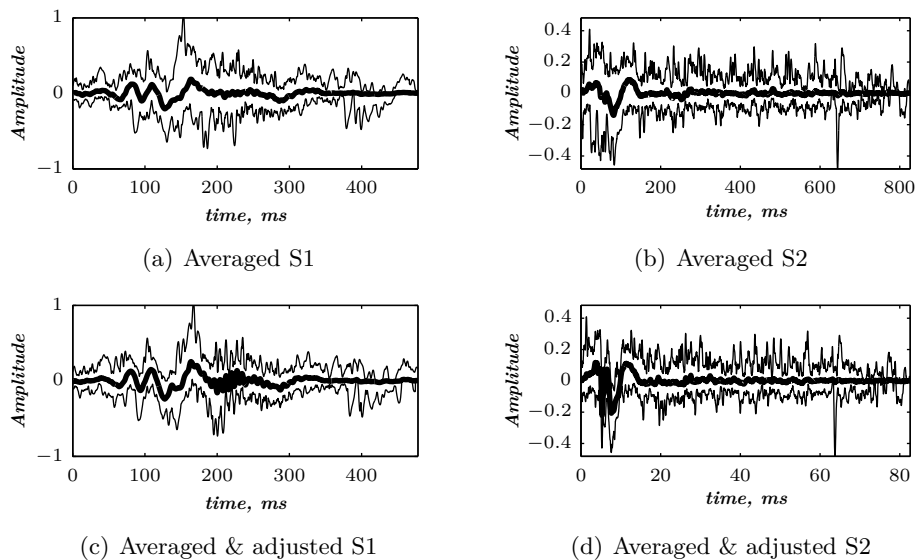 1
0
−1
Amplitude
0 100 200 300 400
time, ms
(a) Averaged S1
0.4
0.2
0
−0.2
−0.4
Amplitude
0 200 400 600 800
time, ms
(b) Averaged S2
1
0
−1
Amplitude
0 100 200 300 400
time, ms
(c) Averaged & adjusted S1
0.4
0.2
0
−0.2
−0.4
Amplitude
0 20 40 60 80
time, ms
(d) Averaged & adjusted S2